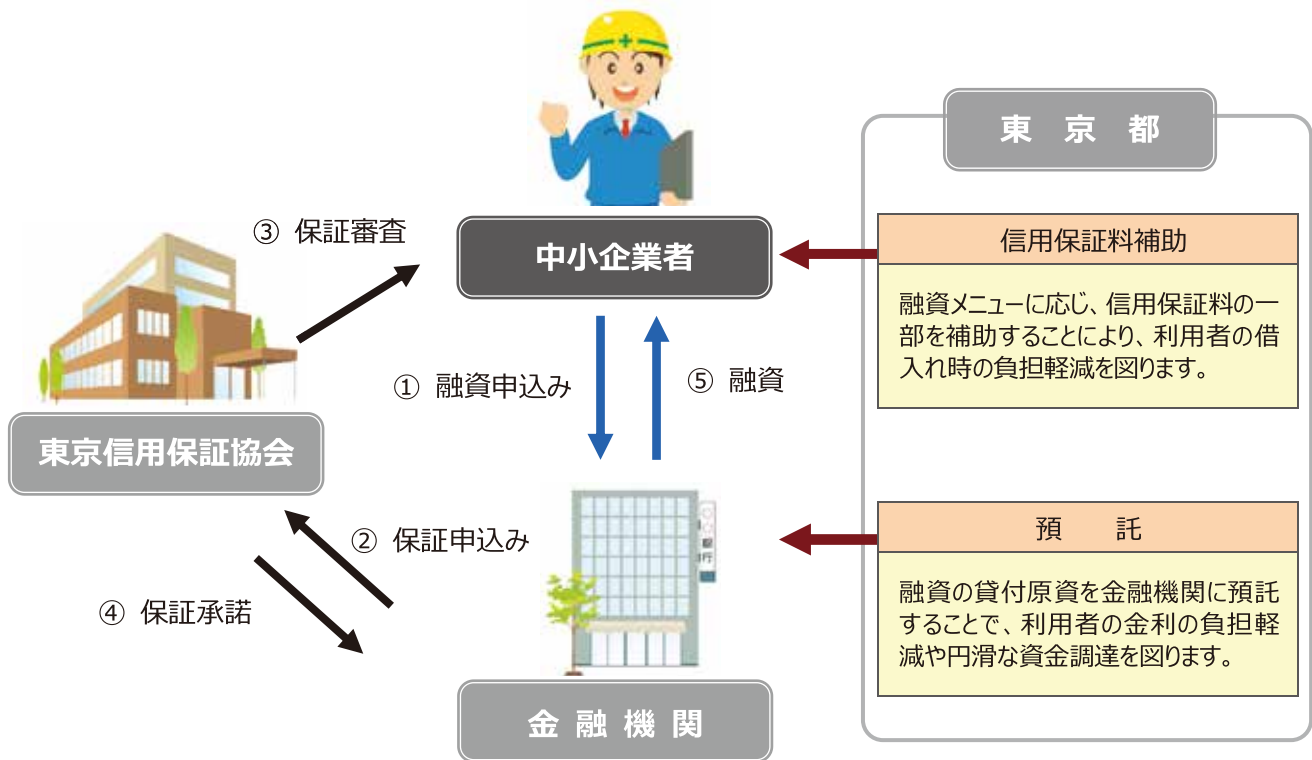 東 京 都
③ 保証審査
中小企業者
信用保証料補助
融資メニューに応じ、信用保証料の一
部を補助することにより、利用者の借
入れ時の負担軽減を図ります。
① 融資申込み
⑤ 融資
東京信用保証協会
② 保証申込み
④ 保証承諾
○○銀行
預 託
融資の貸付原資を金融機関に預託
することで、利用者の金利の負担軽
減や円滑な資金調達を図ります。
金 融 機 関